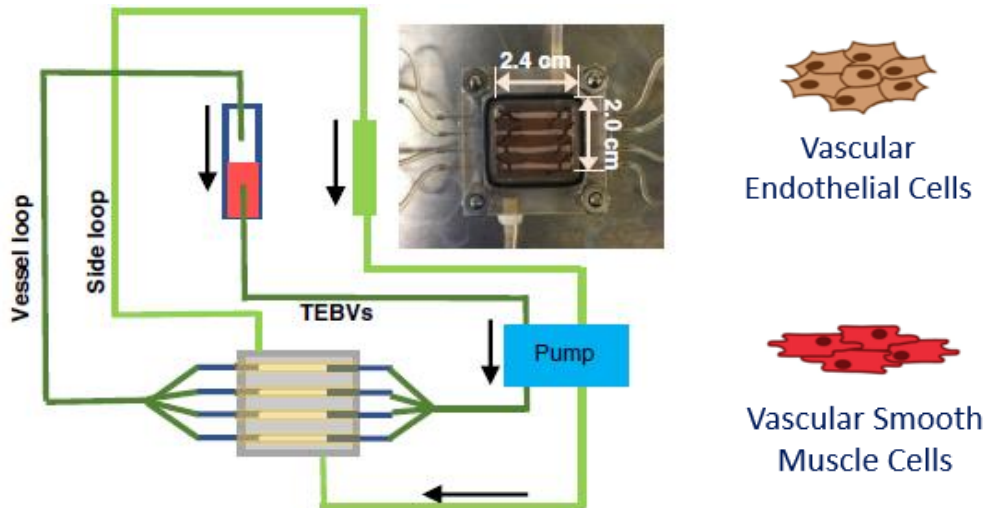 Vessel loop
Side loop
2.4 cm
2.0 cm
TEBVs
Pump
Vascular
Endothelial Cells
Vascular Smooth
Muscle Cells